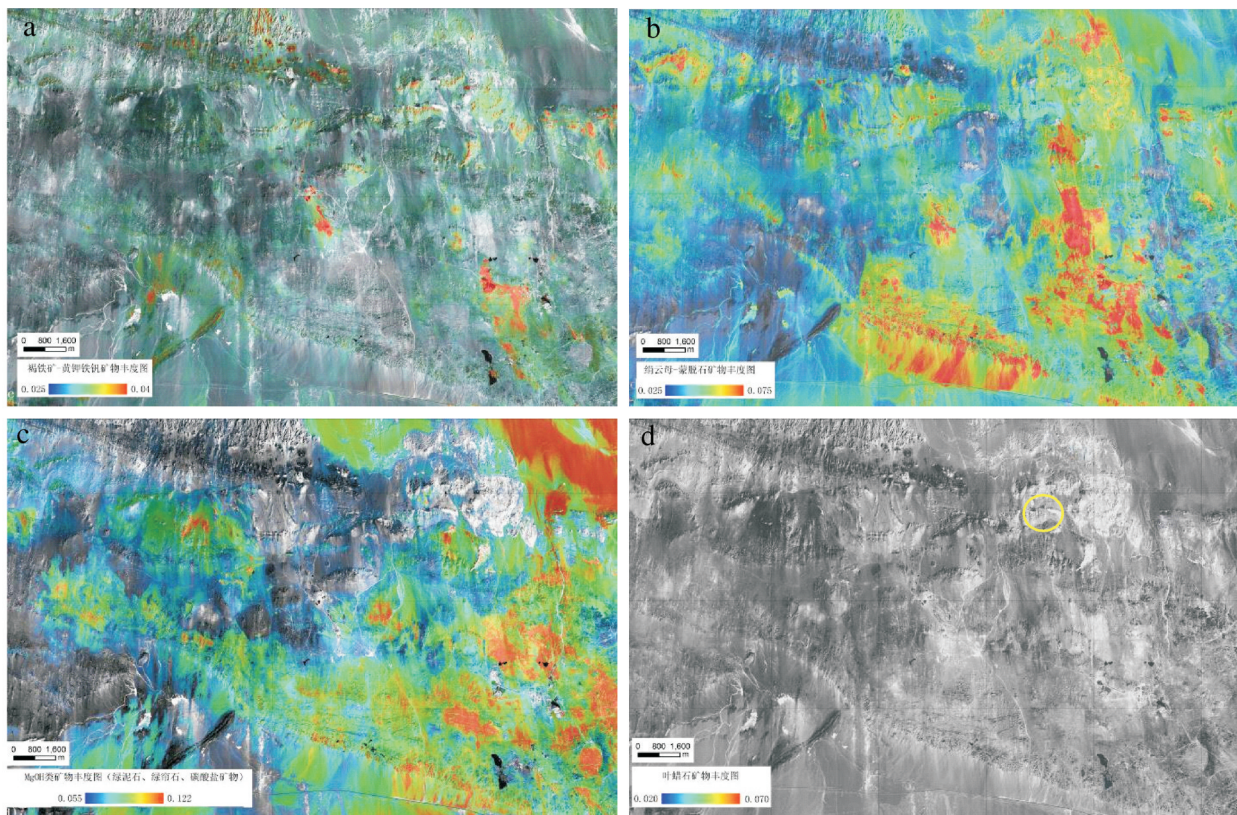 a
0 800 1,600
m
褐铁矿-黄钾铁钒矿物丰度图
0.025 0.04
b
0 800 1,600
m
绢云母-蒙脱石矿物丰度图
0.025 0.075
c
0 800 1,600
m
MgOH类矿物丰度图（绿泥石、绿帘石、碳酸盐矿物）
0.055 0.122
d
0 800 1,600
m
叶蜡石矿物丰度图
0.020 0.070